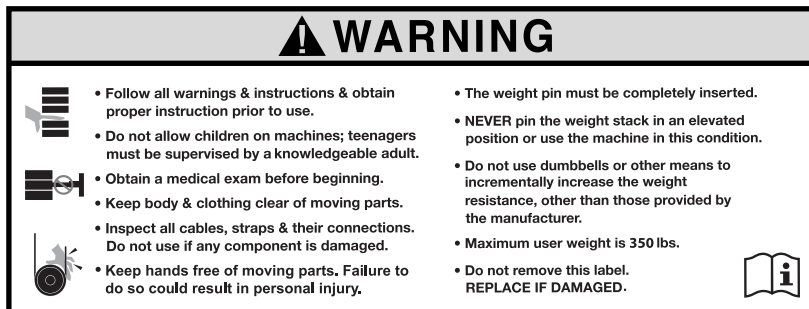 WARNING
• Follow all warnings & instructions & obtain
proper instruction prior to use.
• Do not allow children on machines; teenagers
must be supervised by a knowledgeable adult.
• Obtain a medical exam before beginning.
• Keep body & clothing clear of moving parts.
• Inspect all cables, straps & their connections.
Do not use if any component is damaged.
• Keep hands free of moving parts. Failure to
do so could result in personal injury.
• The weight pin must be completely inserted.
• NEVER pin the weight stack in an elevated
position or use the machine in this condition.
• Do not use dumbbells or other means to
incrementally increase the weight
resistance, other than those provided by
the manufacturer.
• Maximum user weight is 350 lbs.
• Do not remove this label.
REPLACE IF DAMAGED.